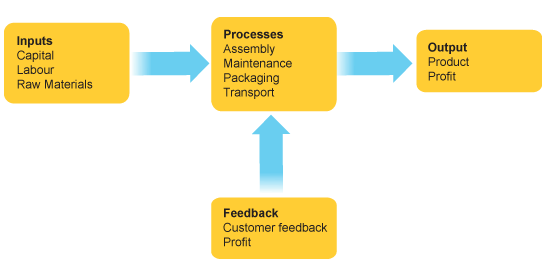 Inputs
Capital
Labour
Raw Materials
Processes
Assembly
Maintenance
Packaging
Transport
Output
Product
Profit
Feedback
Customer feedback
Profit